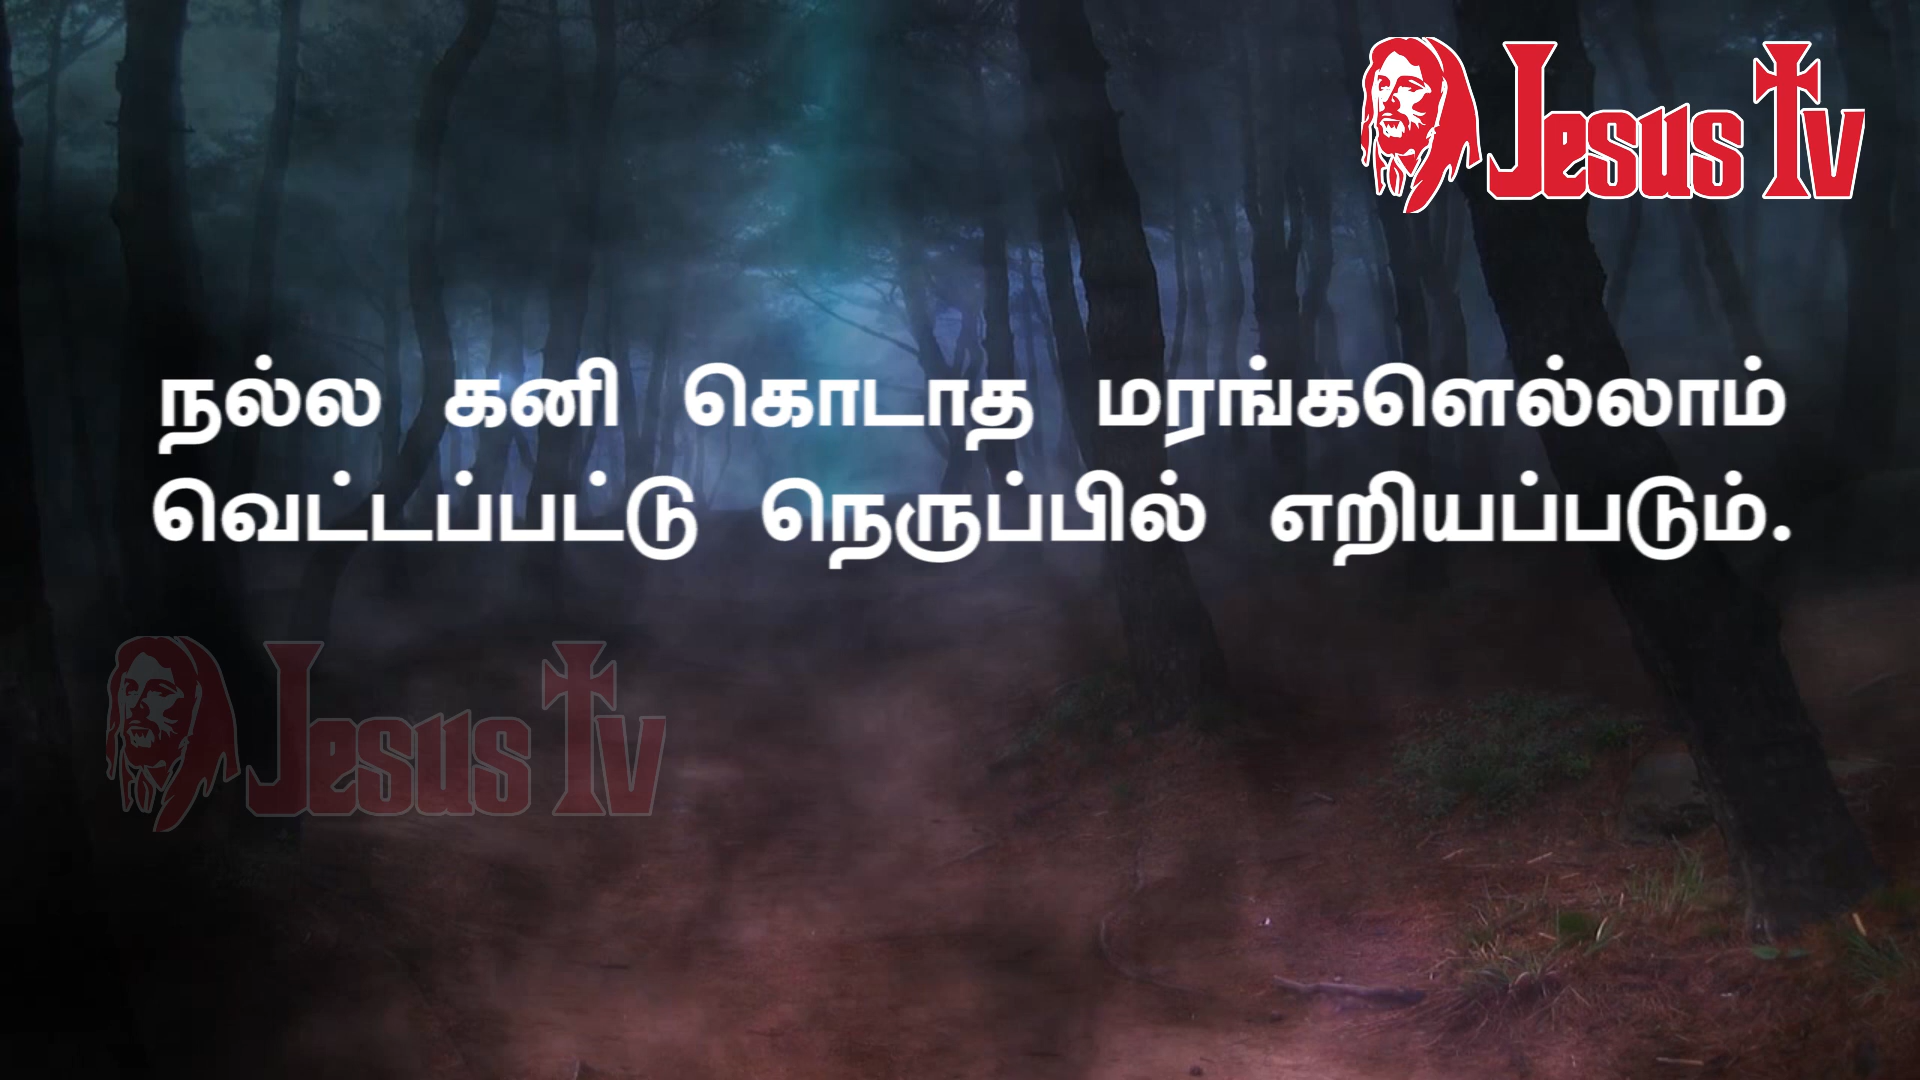 Jesus Tv
நல்ல கனி கொடாத மரங்களெல்லாம்
வெட்டப்பட்டு நெருப்பில் எறியப்படும்.
Jesus Tv